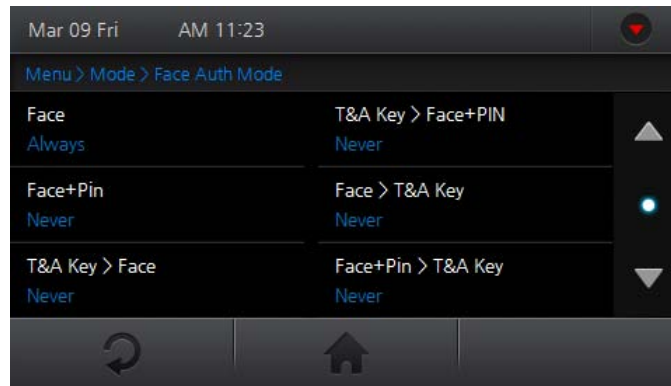 Mar 09 Fri AM 11:23
Menu > Mode > Face Auth Mode
Face
Always
T&A Key > Face+PIN
Never
Face+Pin
Never
Face > T&A Key
Never
T&A Key > Face
Never
Face+Pin > T&A Key
Never